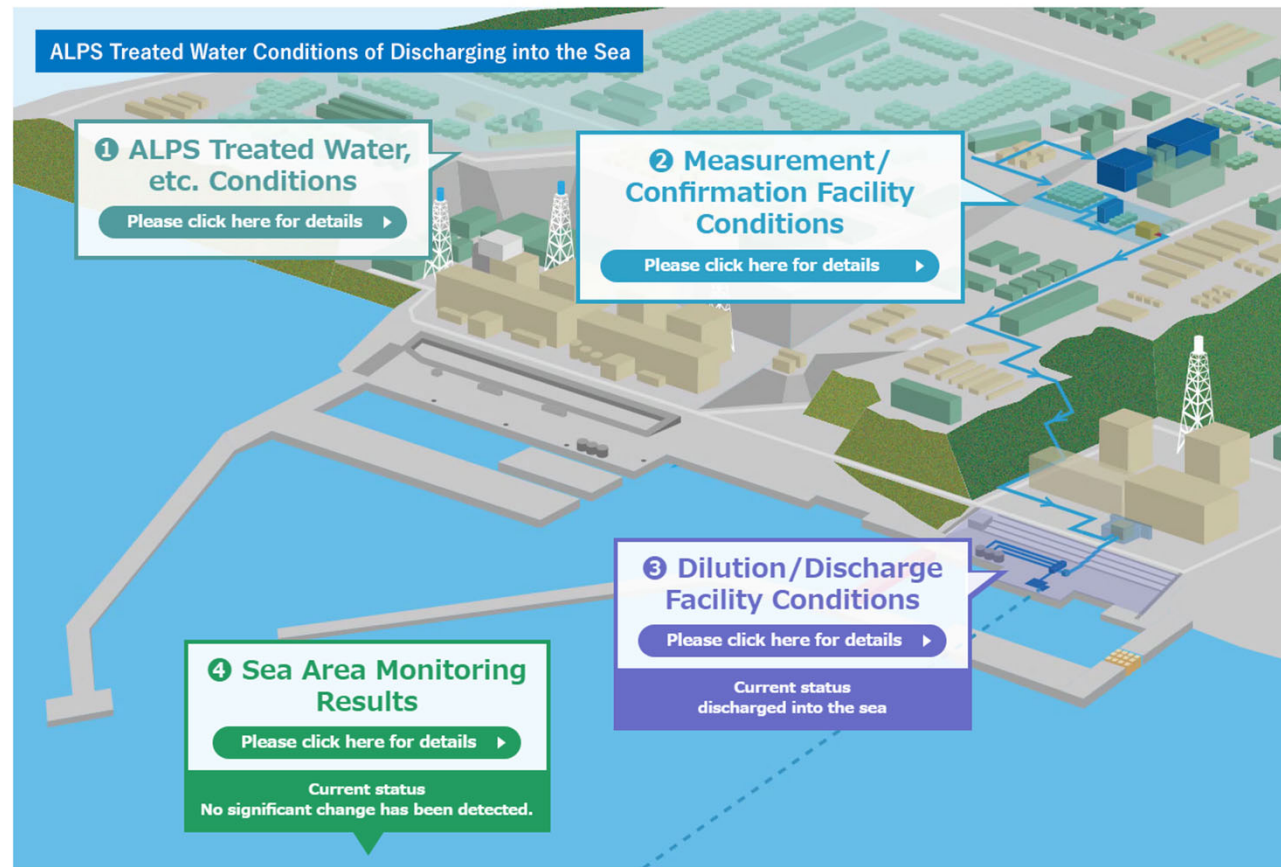 ALPS Treated Water Conditions of Discharging into the Sea
❶ ALPS Treated Water,
etc. Conditions
Please click here for details
❷ Measurement/
Confirmation Facility
Conditions
Please click here for details
❸ Dilution/Discharge
Facility Conditions
Please click here for details
Current status
discharged into the sea
❹ Sea Area Monitoring
Results
Please click here for details
Current status
No significant change has been detected.